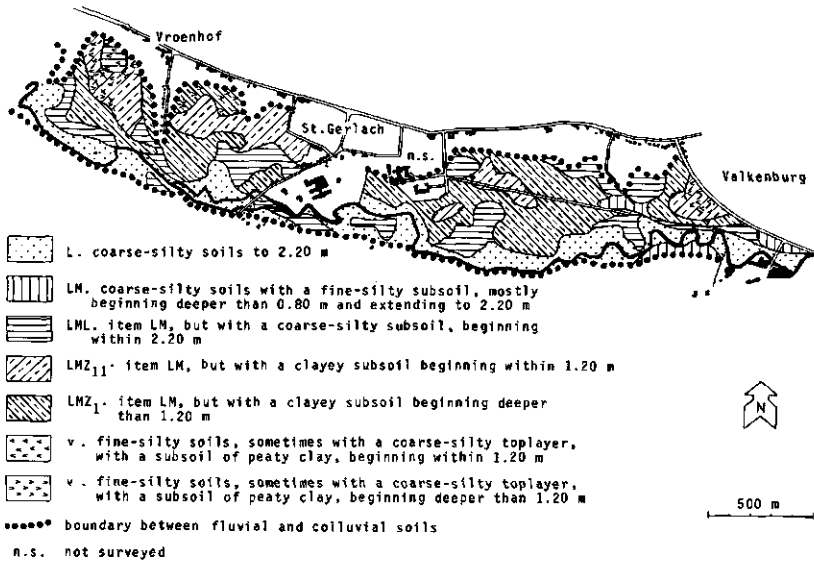 Vroenhof
St.Gerlach
n.s.
Valkenburg
L. coarse-silty soils to 2.20 m
LM. coarse-silty soils with a fine-silty subsoil, mostly
beginning deeper than 0.80 m and extending to 2.20 m
LML. item LM, but with a coarse-silty subsoil, beginning
within 2.20 m
LMZ11. item LM, but with a clayey subsoil beginning within 1.20 m
LMZ1. item LM, but with a clayey subsoil beginning deeper
than 1.20 m
v . fine-silty soils, sometimes with a coarse-silty toplayer,
with a subsoil of peaty clay, beginning within 1.20 m
v . fine-silty soils, sometimes with a coarse-silty toplayer,
with a subsoil of peaty clay, beginning deeper than 1.20 m
boundary between fluvial and colluvial soils
n.s. not surveyed
N
500 m